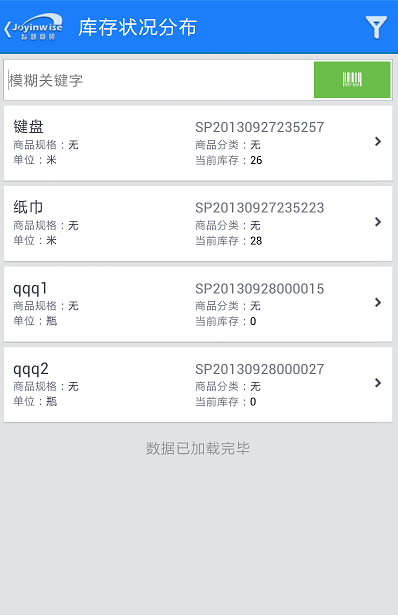 Joyinwise
智慧商贸
库存状况分布
模糊关键字
键盘 SP20130927235257
商品规格：无 商品分类：无
单位：米 当前库存：26
纸巾 SP20130927235223
商品规格：无 商品分类：无
单位：米 当前库存：28
qqq1 SP20130928000015
商品规格：无 商品分类：无
单位：瓶 当前库存：0
qqq2 SP20130928000027
商品规格：无 商品分类：无
单位：瓶 当前库存：0
数据已加载完毕